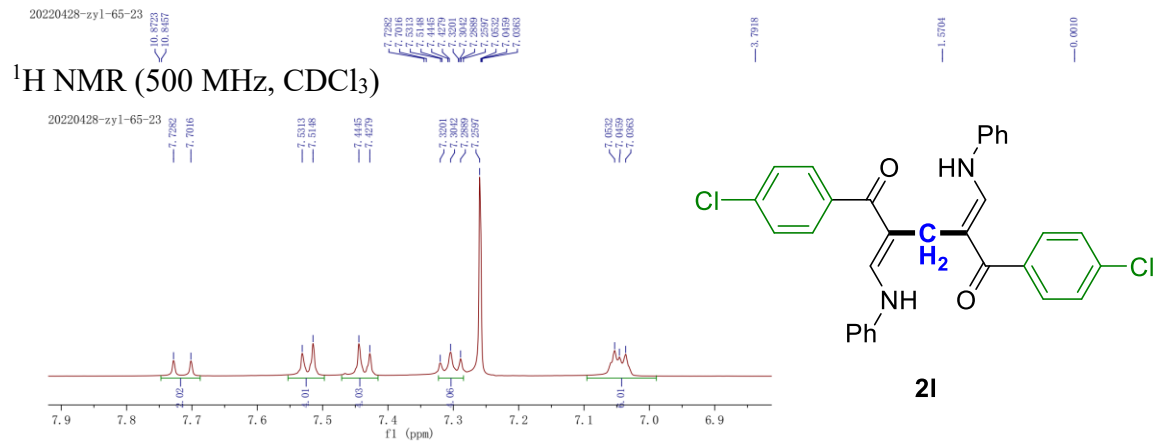 20220428-zyl-65-23
10.8723
10.8457
7.7282
7.7016
7.5313
7.5148
7.4445
7.4279
7.3201
7.3042
7.2889
7.2597
7.0532
7.0459
7.0363
3.7918
1.5704
-0.0010
¹H NMR (500 MHz, CDCl₃)
20220428-zyl-65-23
7.7282
7.7016
7.5313
7.5148
7.4445
7.4279
7.3201
7.3042
7.2889
7.2597
7.0532
7.0459
7.0363
Ph
HN
O
Cl
C
H₂
Cl
NH
O
Ph
2l
2.02
4.01
4.06
7.9 7.8 7.7 7.6 7.5 7.4 7.3 7.2 7.1 7.0 6.9
f1 (ppm)